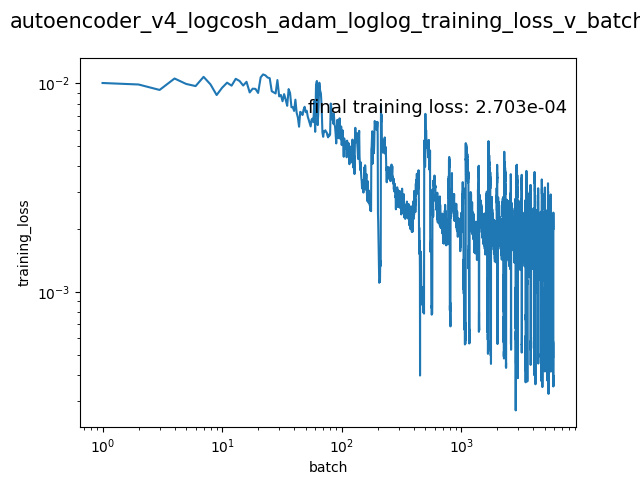 autoencoder_v4_logcosh_adam_loglog_training_loss_v_batch
final training loss: 2.703e-04
training_loss
10⁻²
10⁻³
10⁰ 10¹ 10² 10³
batch